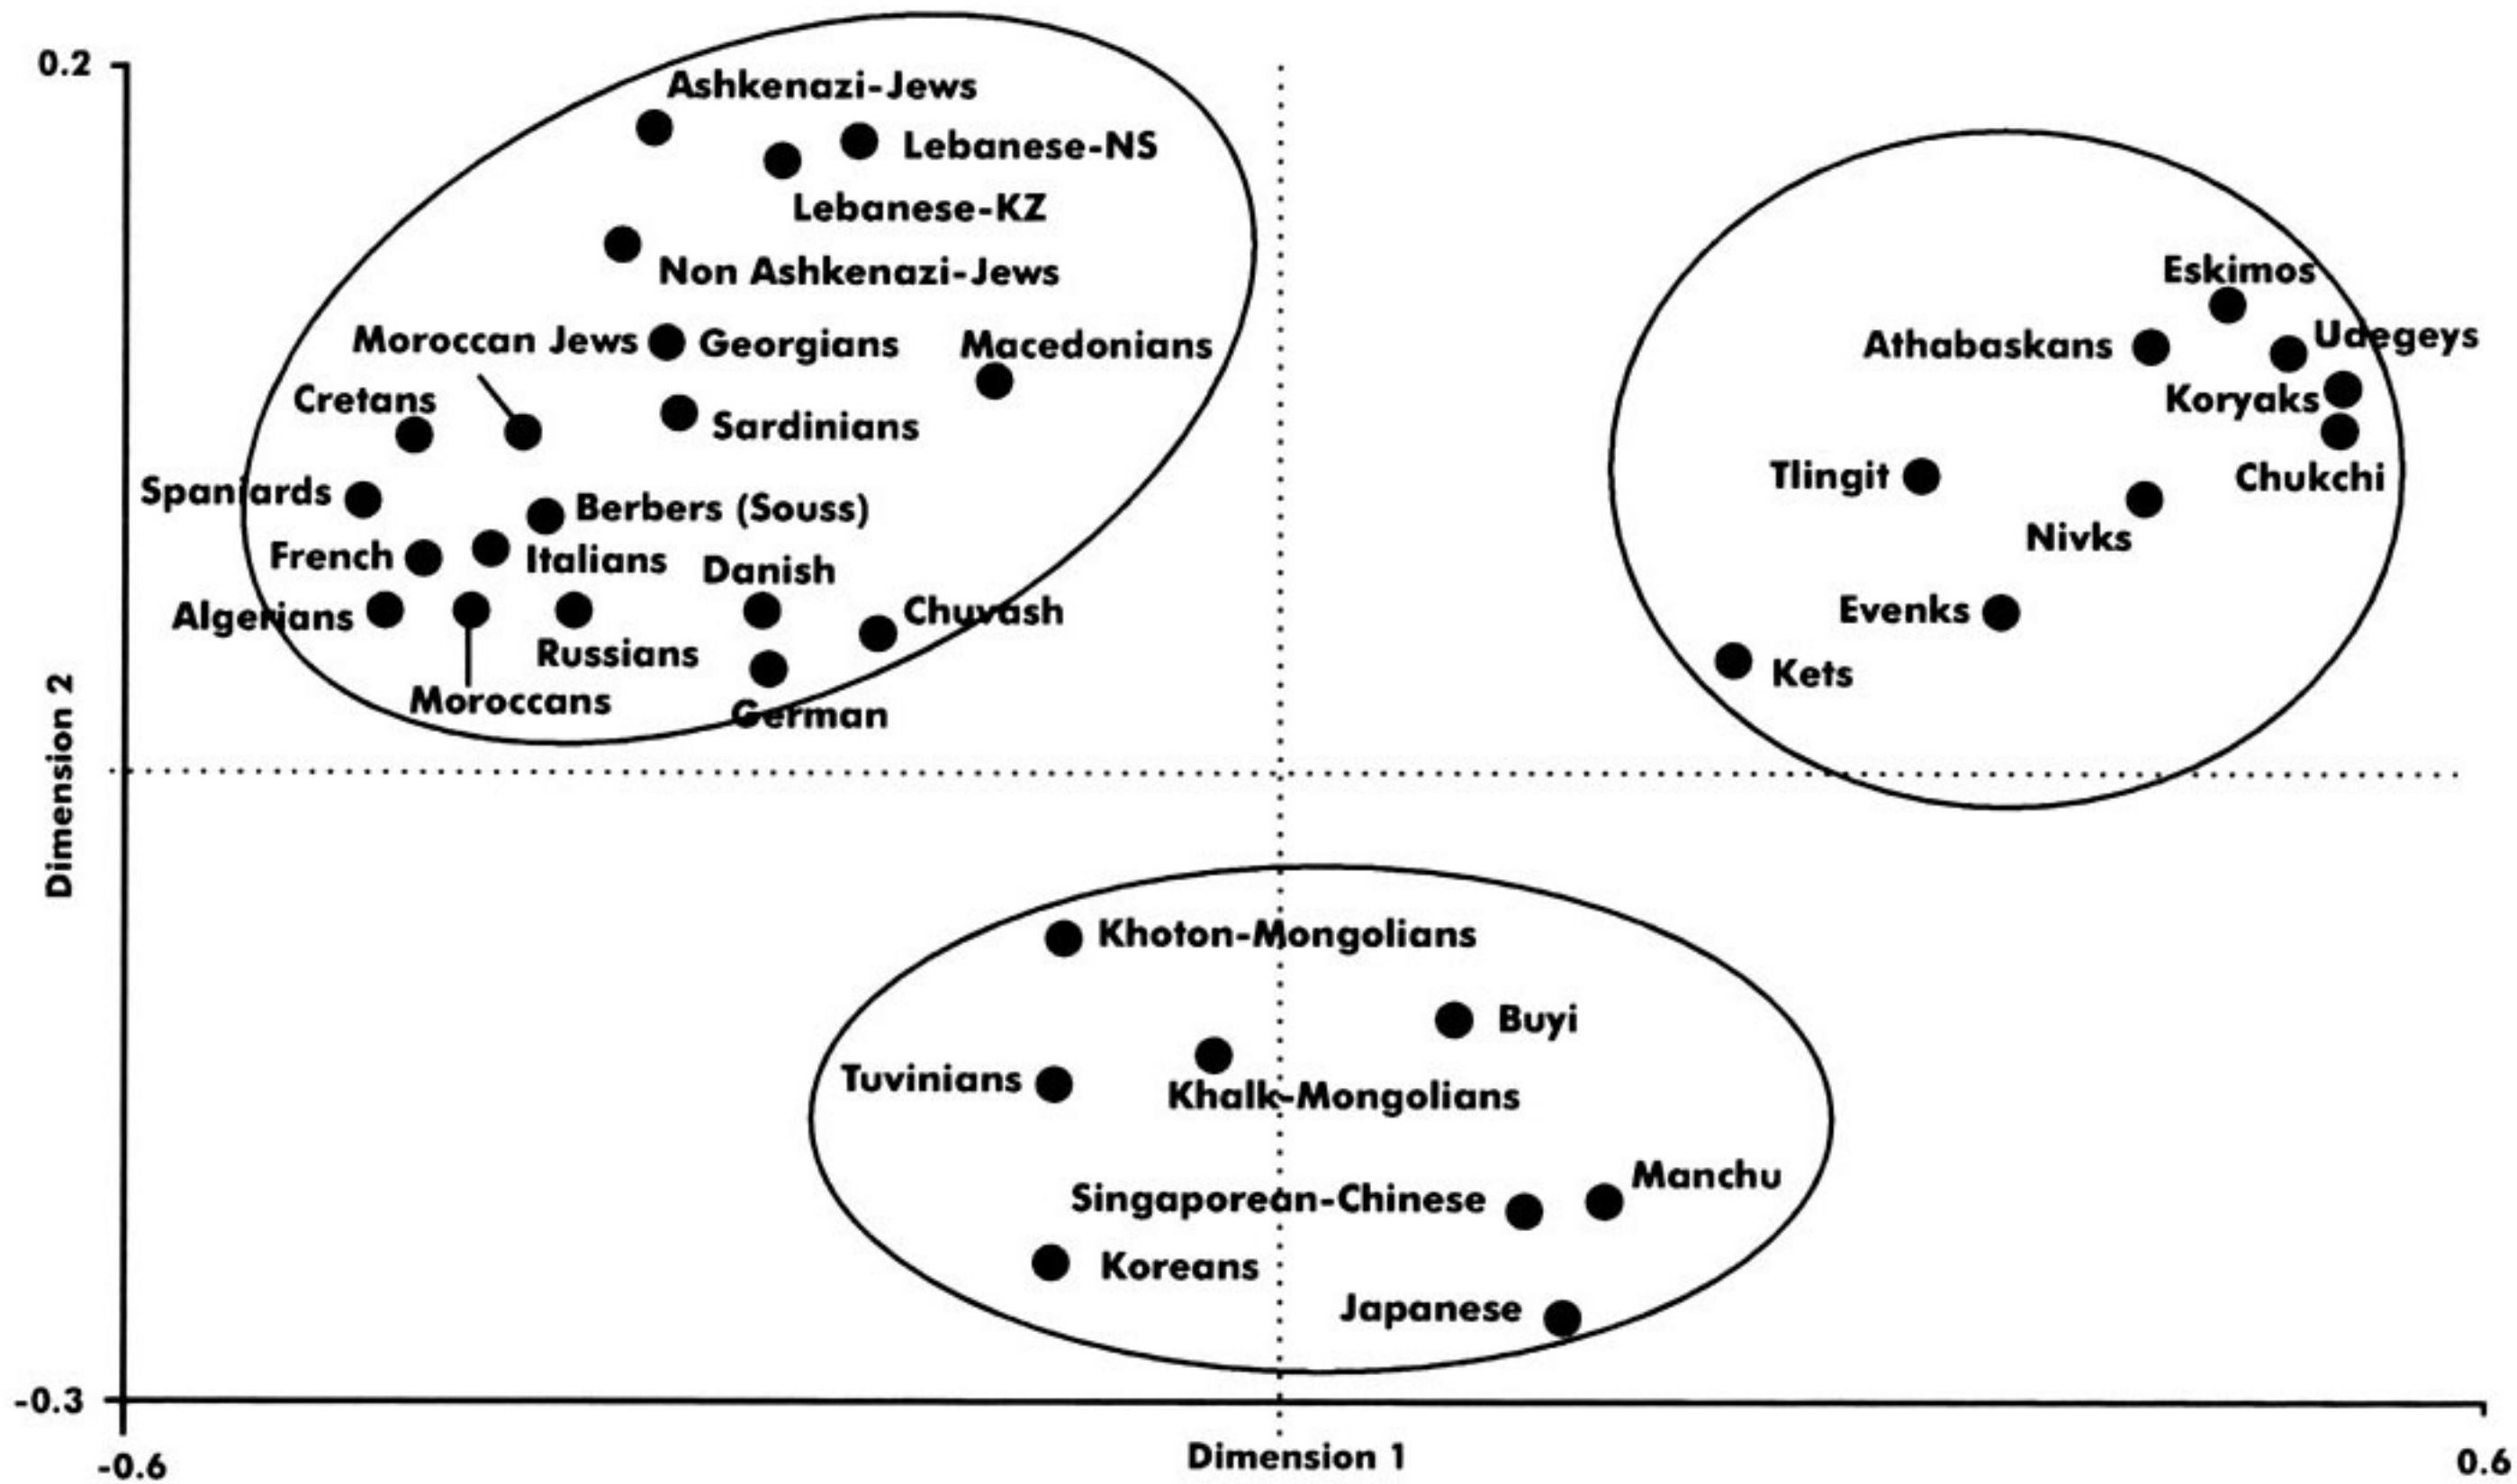 0.2
Ashkenazi-Jews
Lebanese-NS
Lebanese-KZ
Non Ashkenazi-Jews
Eskimos
Udegeys
Moroccan Jews
Georgians
Macedonians
Athabaskans
Cretans
Koryaks
Sardinians
Tlingit
Chukchi
Spaniards
Berbers (Souss)
Nivks
French
Italians
Danish
Algerians
Chuvash
Evenks
Russians
Kets
Moroccans
German
Dimension 2
Khoton-Mongolians
Buyi
Tuvinians
Khalk-Mongolians
Manchu
Singaporean-Chinese
Koreans
Japanese
-0.3
Dimension 1
-0.6
0.6